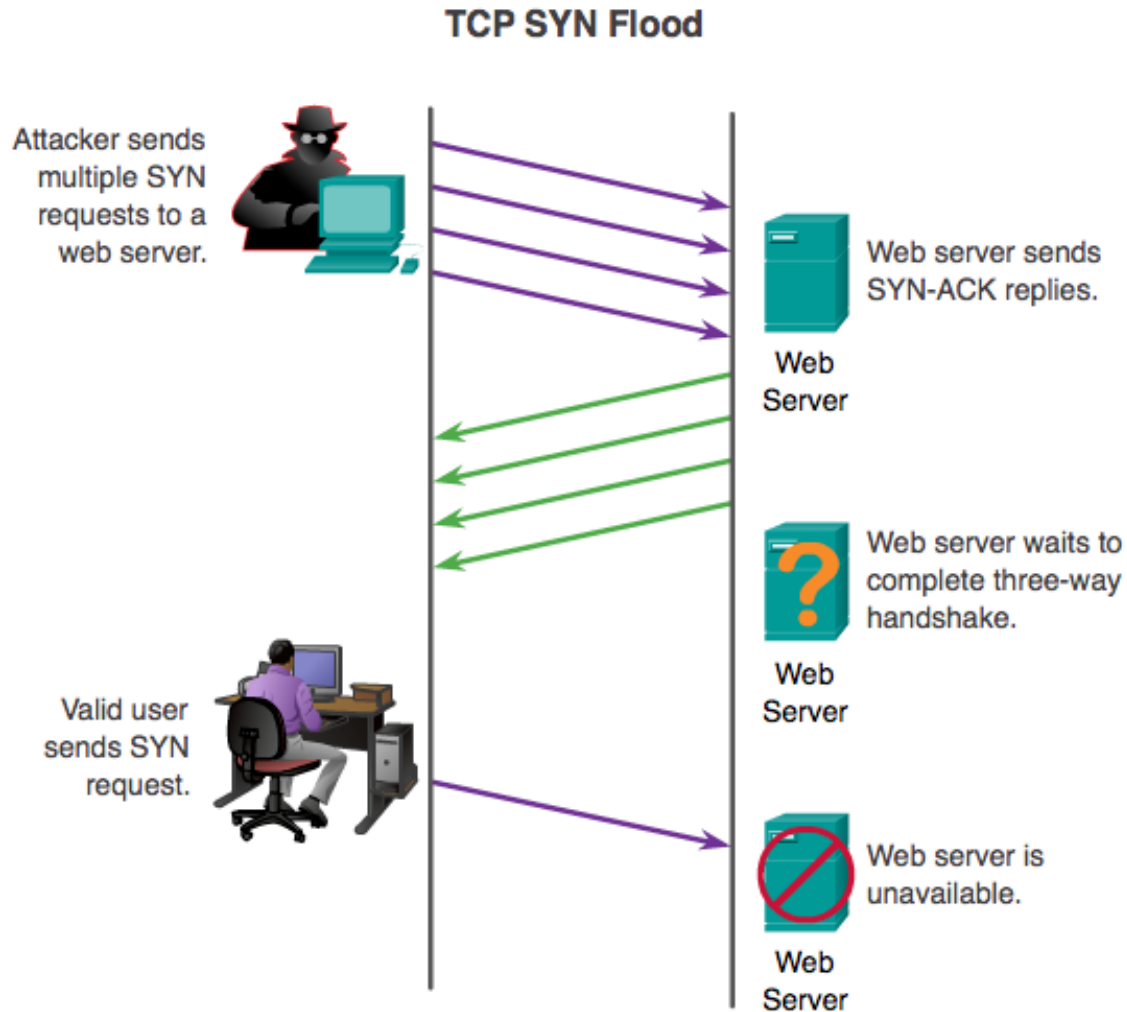 TCP SYN Flood
Attacker sends
multiple SYN
requests to a
web server.
Web server sends
SYN-ACK replies.
Web
Server
Web server waits to
complete three-way
handshake.
?
Web
Server
Valid user
sends SYN
request.
Web server is
unavailable.
Web
Server